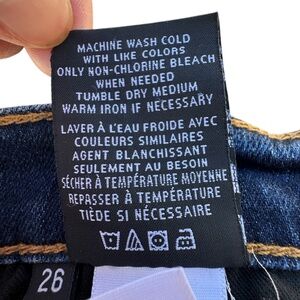 MACHINE WASH COLD
WITH LIKE COLORS
ONLY NON-CHLORINE BLEACH
WHEN NEEDED
TUMBLE DRY MEDIUM
WARM IRON IF NECESSARY
LAVER À L'EAU FROIDE AVEC
COULEURS SIMILAIRES
AGENT BLANCHISSANT
SEULEMENT AU BESOIN
SÉCHER À TEMPÉRATURE MOYENNE
REPASSER À TEMPÉRATURE
TIÈDE SI NÉCESSAIRE
26